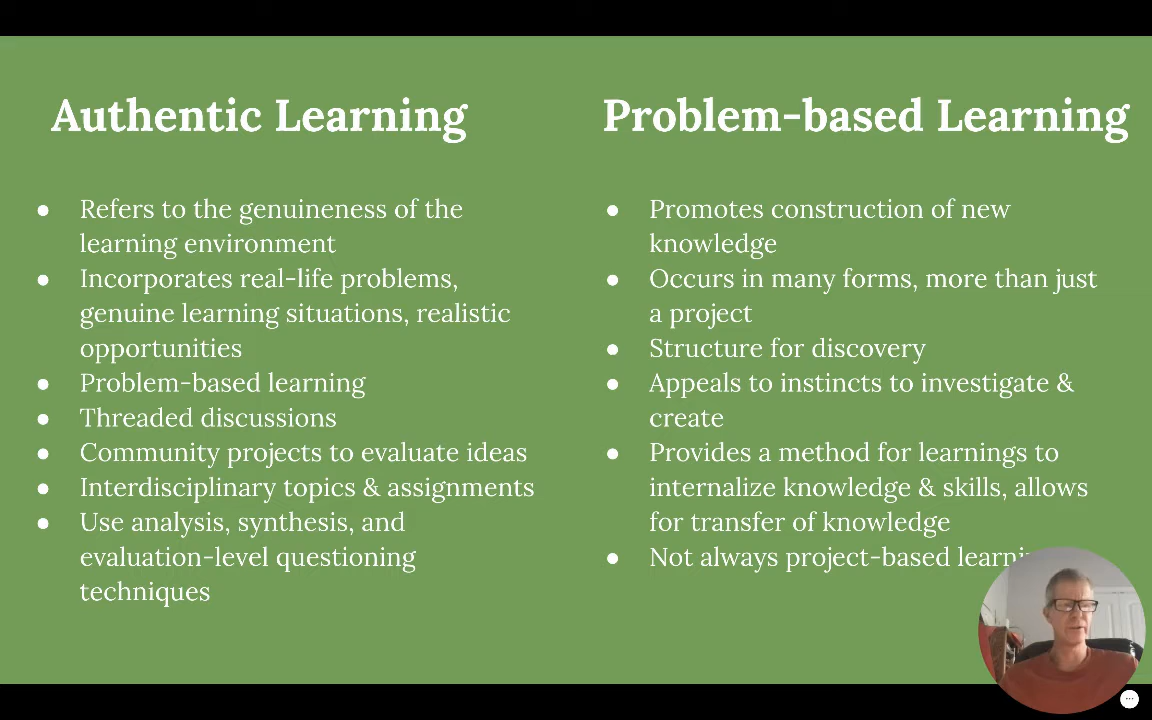 Authentic Learning
● Refers to the genuineness of the
learning environment
● Incorporates real-life problems,
genuine learning situations, realistic
opportunities
● Problem-based learning
● Threaded discussions
● Community projects to evaluate ideas
● Interdisciplinary topics & assignments
● Use analysis, synthesis, and
evaluation-level questioning
techniques
Problem-based Learning
● Promotes construction of new
knowledge
● Occurs in many forms, more than just
a project
● Structure for discovery
● Appeals to instincts to investigate &
create
● Provides a method for learnings to
internalize knowledge & skills, allows
for transfer of knowledge
● Not always project-based